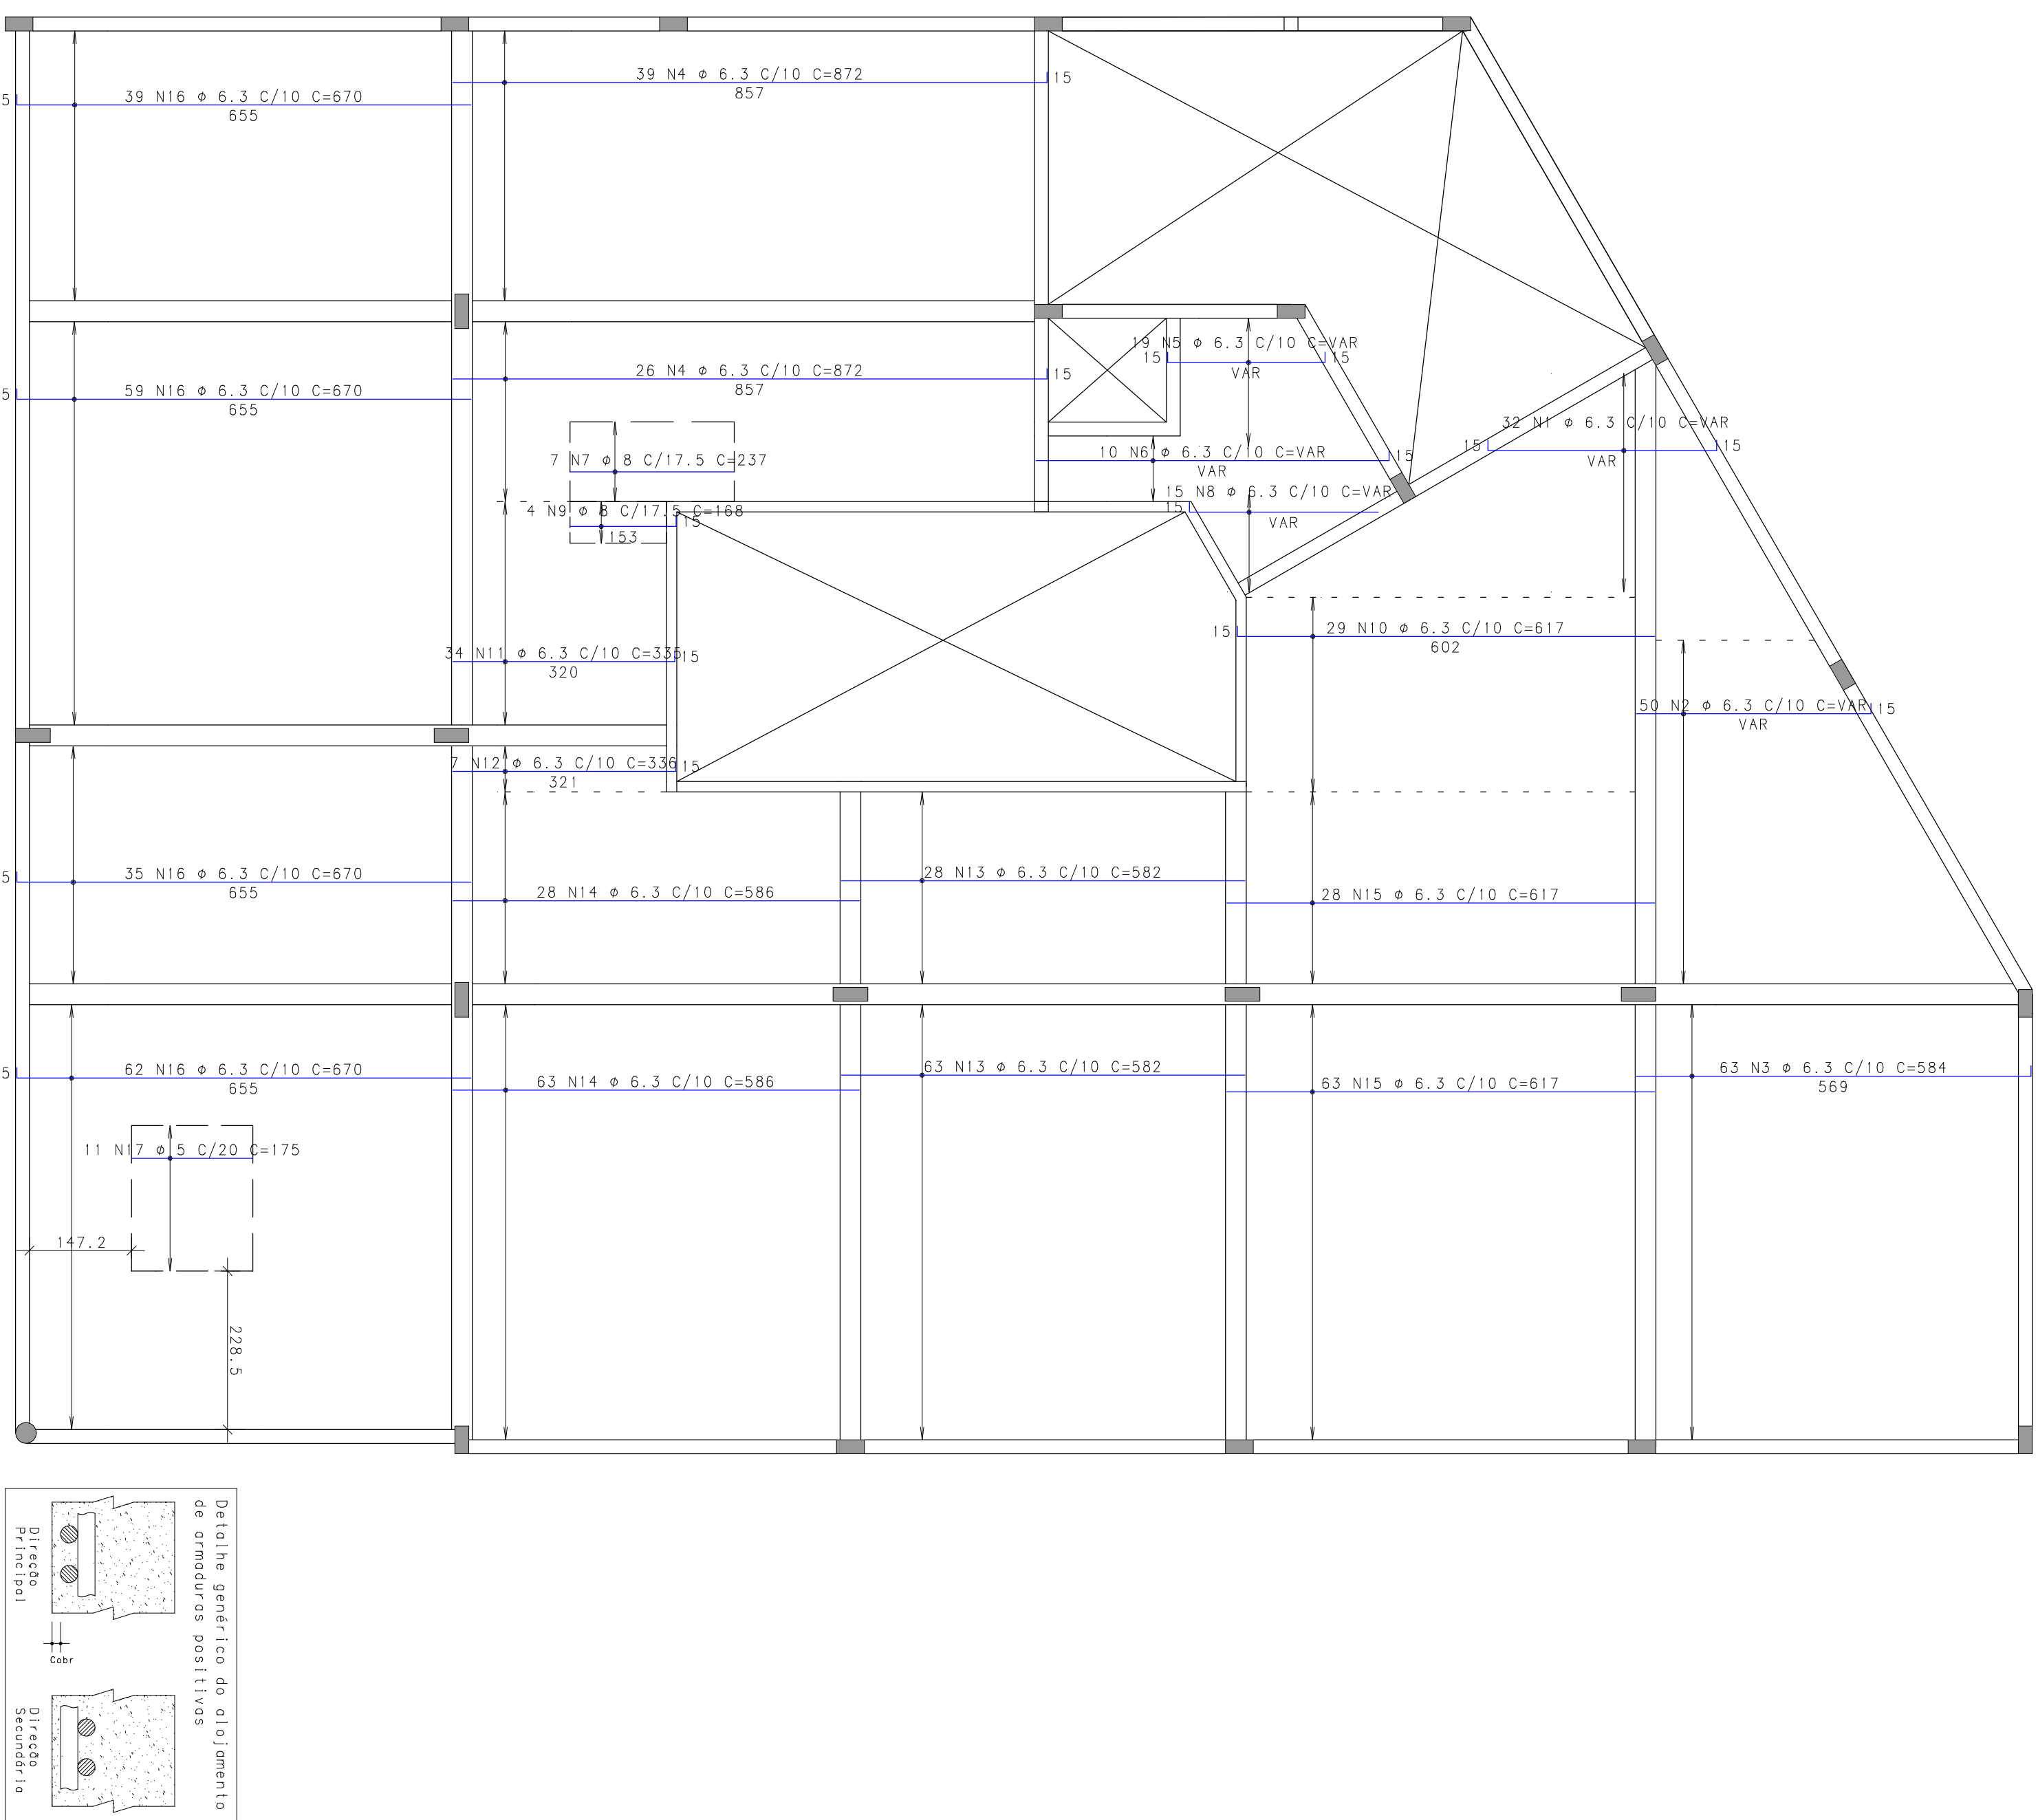 39 N4 φ 6.3 C/10 C=872
857
15
39 N16 φ 6.3 C/10 C=670
655
5
19 N5 φ 6.3 C/10 C=VAR
15
15
VAR
26 N4 φ 6.3 C/10 C=872
857
15
59 N16 φ 6.3 C/10 C=670
655
5
32 N1 φ 6.3 C/10 C=VAR
15
15
VAR
7 N7 φ 8 C/17.5 C=237
10 N6 φ 6.3 C/10 C=VAR
15
VAR
15 N8 φ 6.3 C/10 C=VAR
15
VAR
4 N9 φ 8 C/17.5 C=168
15
153
29 N10 φ 6.3 C/10 C=617
15
602
34 N11 φ 6.3 C/10 C=335
15
320
50 N2 φ 6.3 C/10 C=VAR
15
VAR
7 N12 φ 6.3 C/10 C=336
15
321
35 N16 φ 6.3 C/10 C=670
655
5
28 N14 φ 6.3 C/10 C=586
28 N13 φ 6.3 C/10 C=582
28 N15 φ 6.3 C/10 C=617
62 N16 φ 6.3 C/10 C=670
655
5
63 N14 φ 6.3 C/10 C=586
63 N13 φ 6.3 C/10 C=582
63 N15 φ 6.3 C/10 C=617
63 N3 φ 6.3 C/10 C=584
569
11 N17 φ 5 C/20 C=175
147.2
228.5
Detalhe genérico do alojamento
de armaduras positivas
Direção
Principal
Cobr
Direção
Secundária